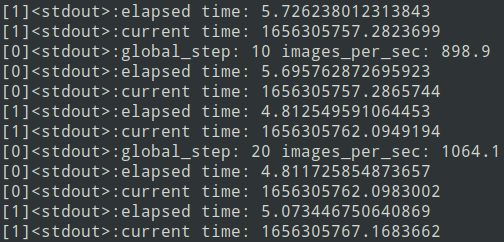 [1]<stdout>:elapsed time: 5.726238012313843
[1]<stdout>:current time: 1656305757.2823699
[0]<stdout>:global_step: 10 images_per_sec: 898.9
[0]<stdout>:elapsed time: 5.695762872695923
[0]<stdout>:current time: 1656305757.2865744
[1]<stdout>:elapsed time: 4.812549591064453
[1]<stdout>:current time: 1656305762.0949194
[0]<stdout>:global_step: 20 images_per_sec: 1064.1
[0]<stdout>:elapsed time: 4.811725854873657
[0]<stdout>:current time: 1656305762.0983002
[1]<stdout>:elapsed time: 5.073446750640869
[1]<stdout>:current time: 1656305767.1683662